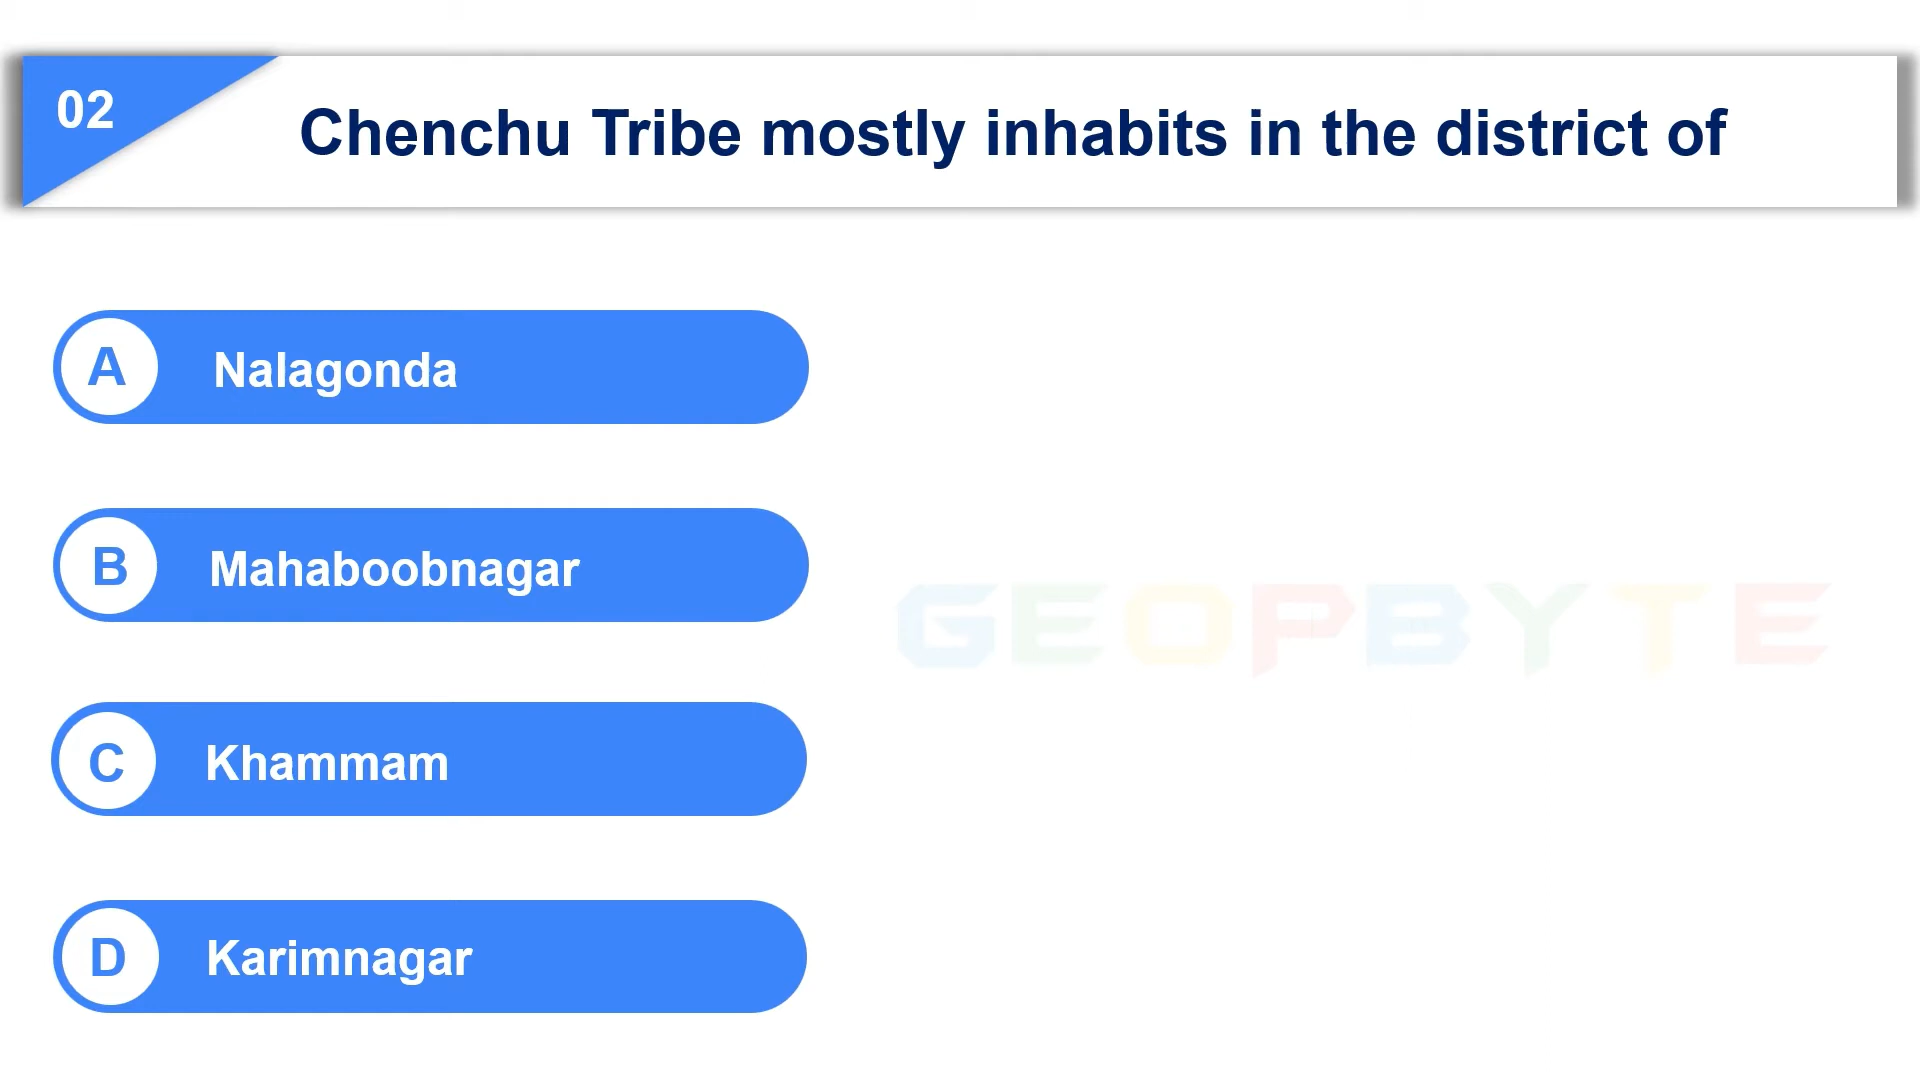 02
Chenchu Tribe mostly inhabits in the district of
A Nalagonda
B Mahaboobnagar
C Khammam
D Karimnagar
GEOPBYTE